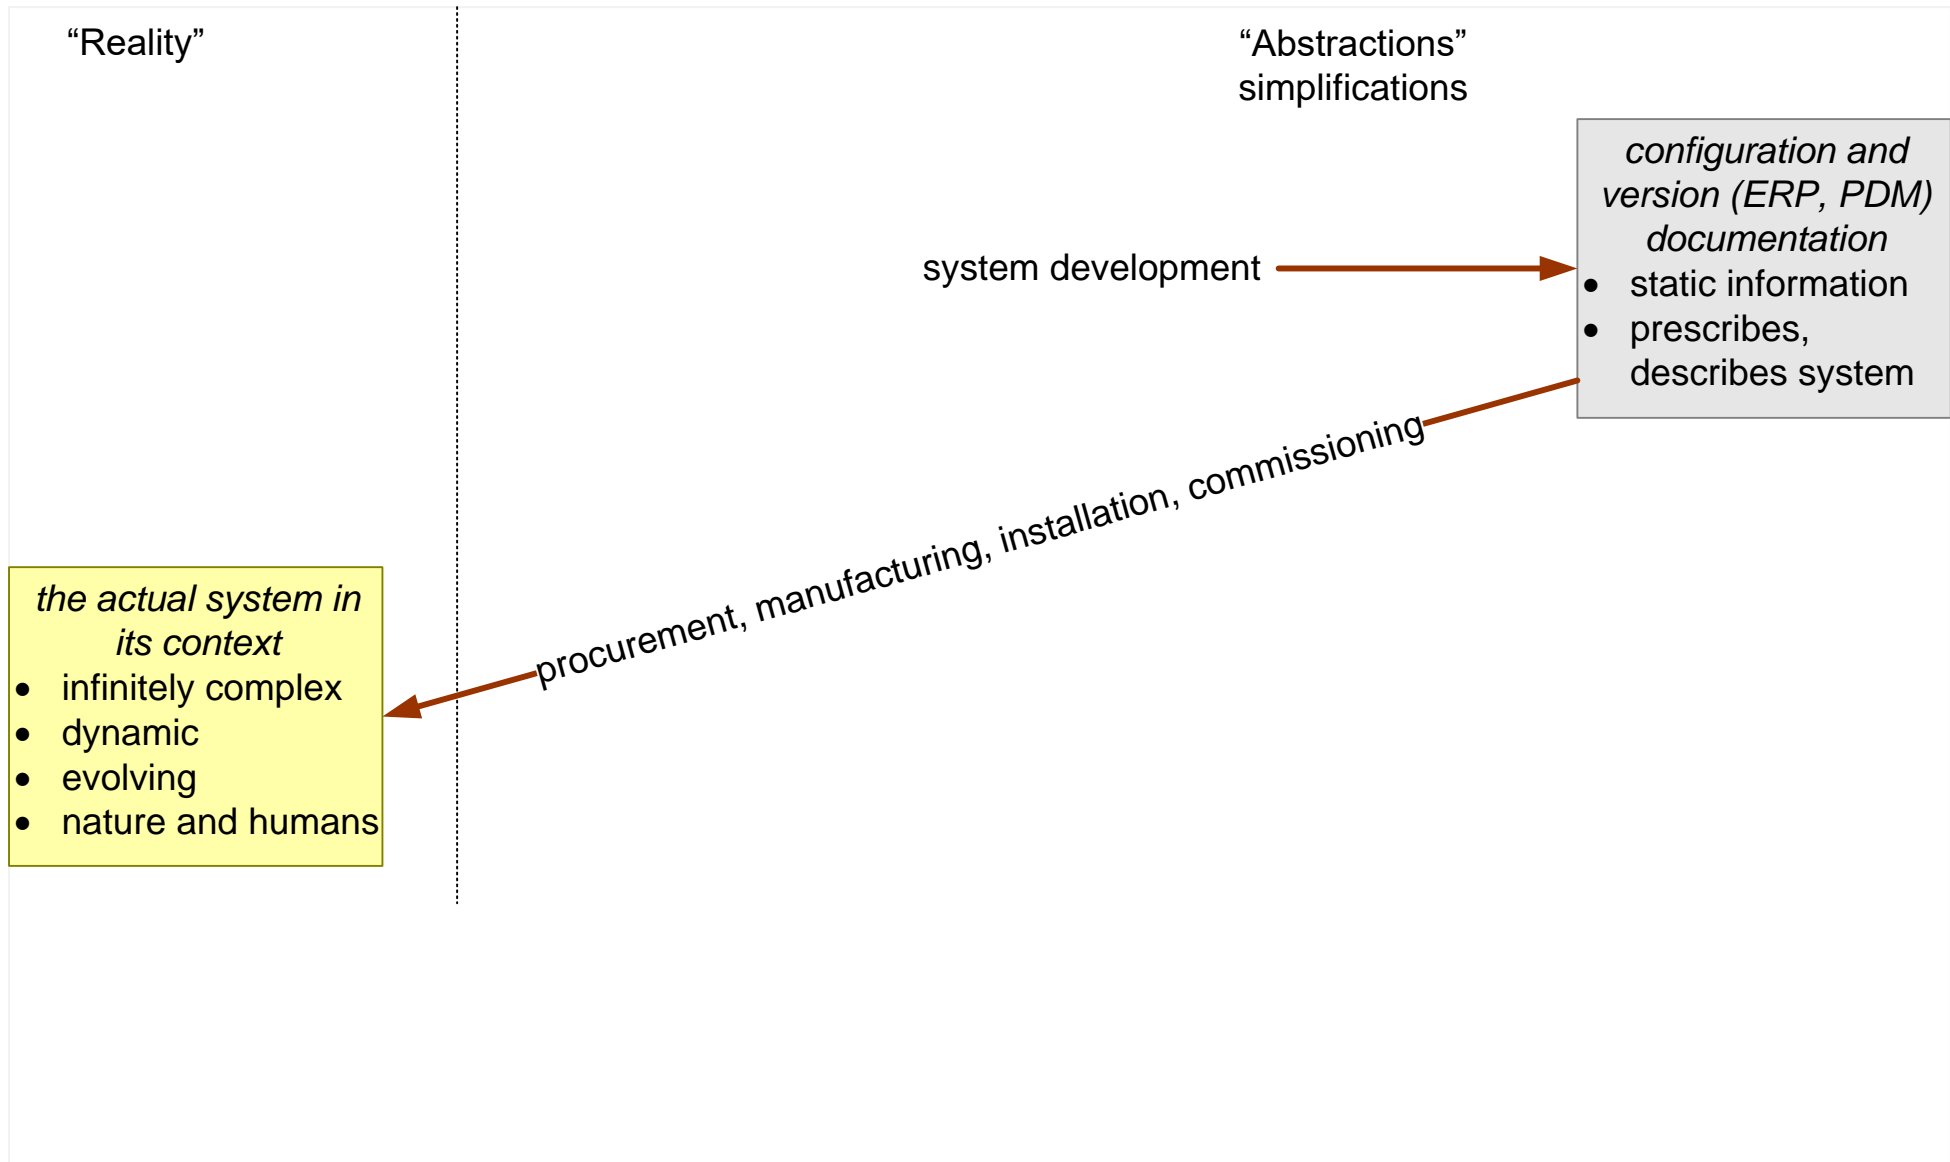 “Reality”
“Abstractions”
simplifications
configuration and
version (ERP, PDM)
documentation
• static information
• prescribes,
describes system
system development
procurement, manufacturing, installation, commissioning
the actual system in
its context
• infinitely complex
• dynamic
• evolving
• nature and humans